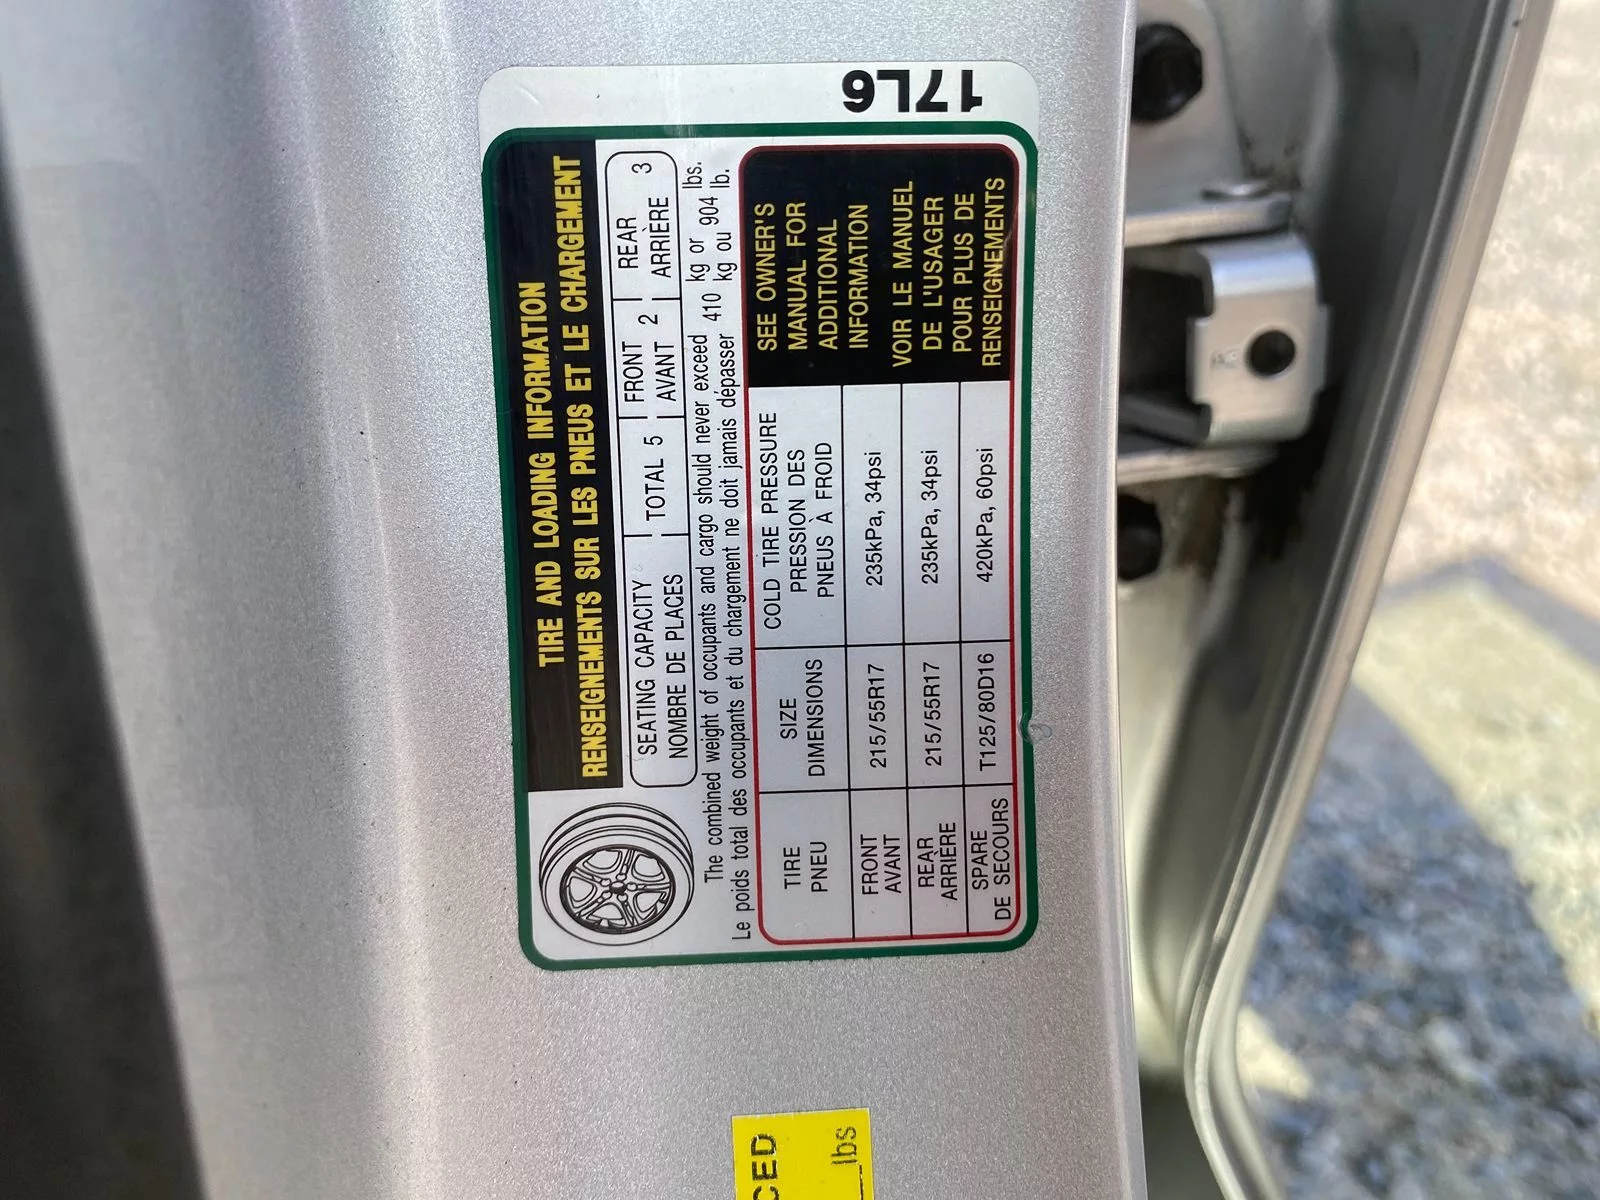 17L6
TIRE AND LOADING INFORMATION
RENSEIGNEMENTS SUR LES PNEUS ET LE CHARGEMENT
SEATING CAPACITY
NOMBRE DE PLACES
TOTAL 5
FRONT
AVANT 2
REAR
ARRIÈRE 3
The combined weight of occupants and cargo should never exceed 410 kg or lbs.
Le poids total des occupants et du chargement ne doit jamais dépasser kg ou 904 lb.
TIRE
PNEU
SIZE
DIMENSIONS
COLD TIRE PRESSURE
PRESSION DES
PNEUS À FROID
SEE OWNER'S
MANUAL FOR
ADDITIONAL
INFORMATION
VOIR LE MANUEL
DE L'USAGER
POUR PLUS DE
RENSEIGNEMENTS
FRONT
AVANT
215/55R17
235kPa, 34psi
REAR
ARRIÈRE
215/55R17
235kPa, 34psi
SPARE
DE SECOURS
T125/80D16
420kPa, 60psi
CED
lbs